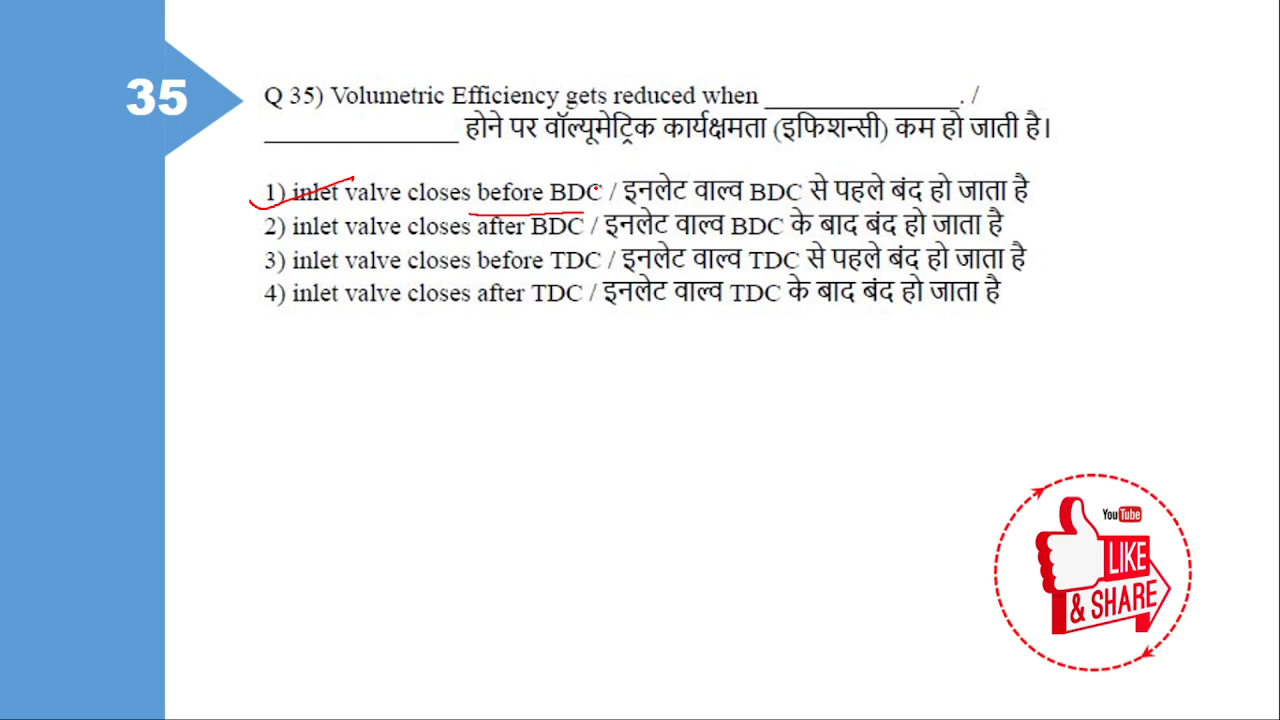 35
Q 35) Volumetric Efficiency gets reduced when _______________. /
_______________ होने पर वॉल्यूमेट्रिक कार्यक्षमता (इफिशन्सी) कम हो जाती है।
1) inlet valve closes before BDC / इनलेट वाल्व BDC से पहले बंद हो जाता है
2) inlet valve closes after BDC / इनलेट वाल्व BDC के बाद बंद हो जाता है
3) inlet valve closes before TDC / इनलेट वाल्व TDC से पहले बंद हो जाता है
4) inlet valve closes after TDC / इनलेट वाल्व TDC के बाद बंद हो जाता है
YouTube
LIKE
& SHARE